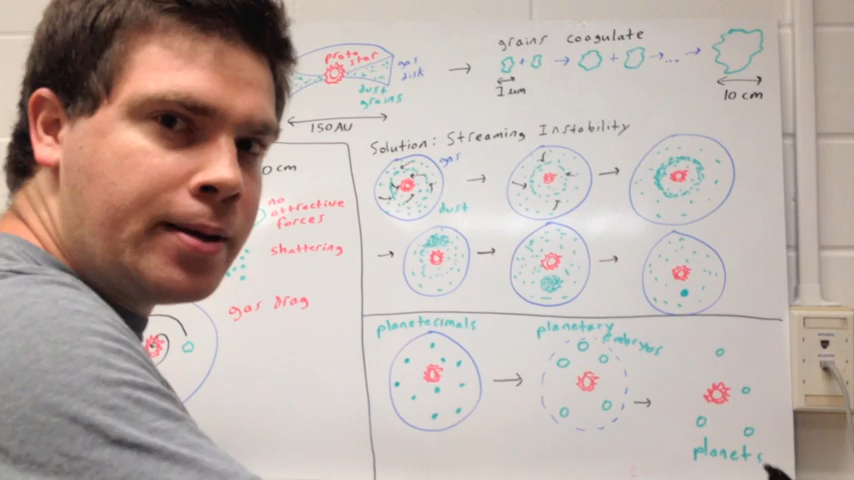 proto
star
gas
disk
dust
grains
150 AU
grains coagulate
1 um
10 cm
0 cm
no
attractive
forces
shattering
gas drag
Solution: Streaming Instability
gas
dust
planetesimals
planetary
embryos
planets